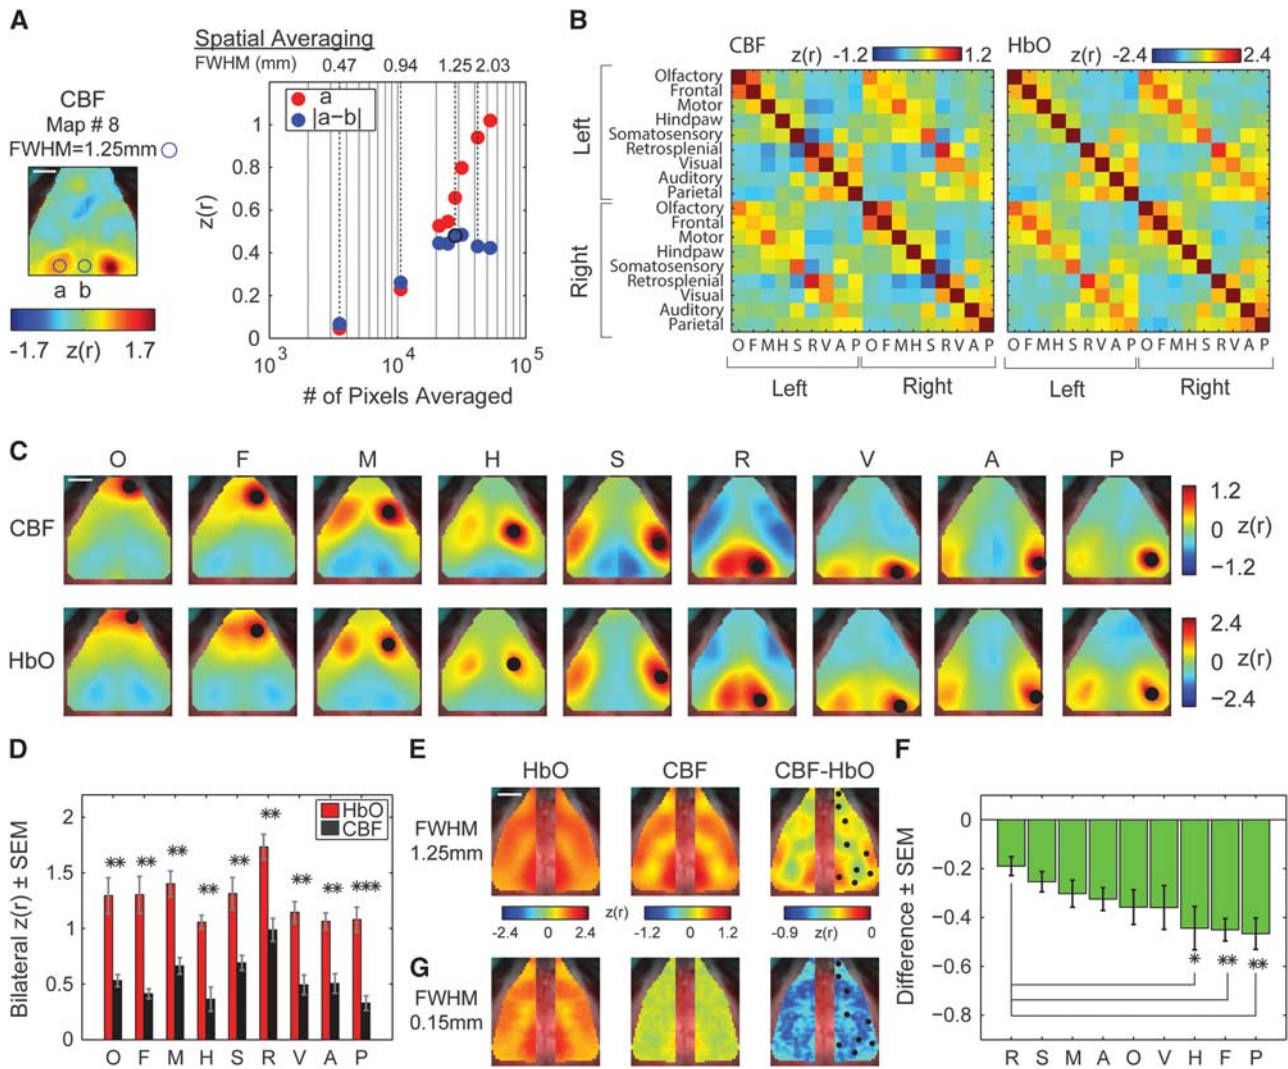 A
CBF
Map # 8
FWHM=1.25mm
a b
-1.7 z(r) 1.7
Spatial Averaging
FWHM (mm) 0.47 0.94 1.25 2.03
a
|a-b|
z(r)
1
0.8
0.6
0.4
0.2
0
10^3 10^4 10^5
# of Pixels Averaged
B
CBF z(r) -1.2 1.2
HbO z(r) -2.4 2.4
Left
Right
Olfactory
Frontal
Motor
Hindpaw
Somatosensory
Retrosplenial
Visual
Auditory
Parietal
Olfactory
Frontal
Motor
Hindpaw
Somatosensory
Retrosplenial
Visual
Auditory
Parietal
O F M H S R V A P O F M H S R V A P
Left Right
O F M H S R V A P O F M H S R V A P
Left Right
C
O F M H S R V A P
CBF
1.2
0 z(r)
-1.2
HbO
2.4
0 z(r)
-2.4
D
Bilateral z(r) ± SEM
2
1.5
1
0.5
0
HbO
CBF
** ** ** ** ** ** ** ** ***
O F M H S R V A P
E
HbO CBF CBF-HbO
FWHM
1.25mm
-2.4 0 2.4 z(r) -1.2 0 1.2 -0.9 z(r) 0
G
FWHM
0.15mm
F
Difference ± SEM
0
-0.2
-0.4
-0.6
-0.8
* ** **
R S M A O V H F P